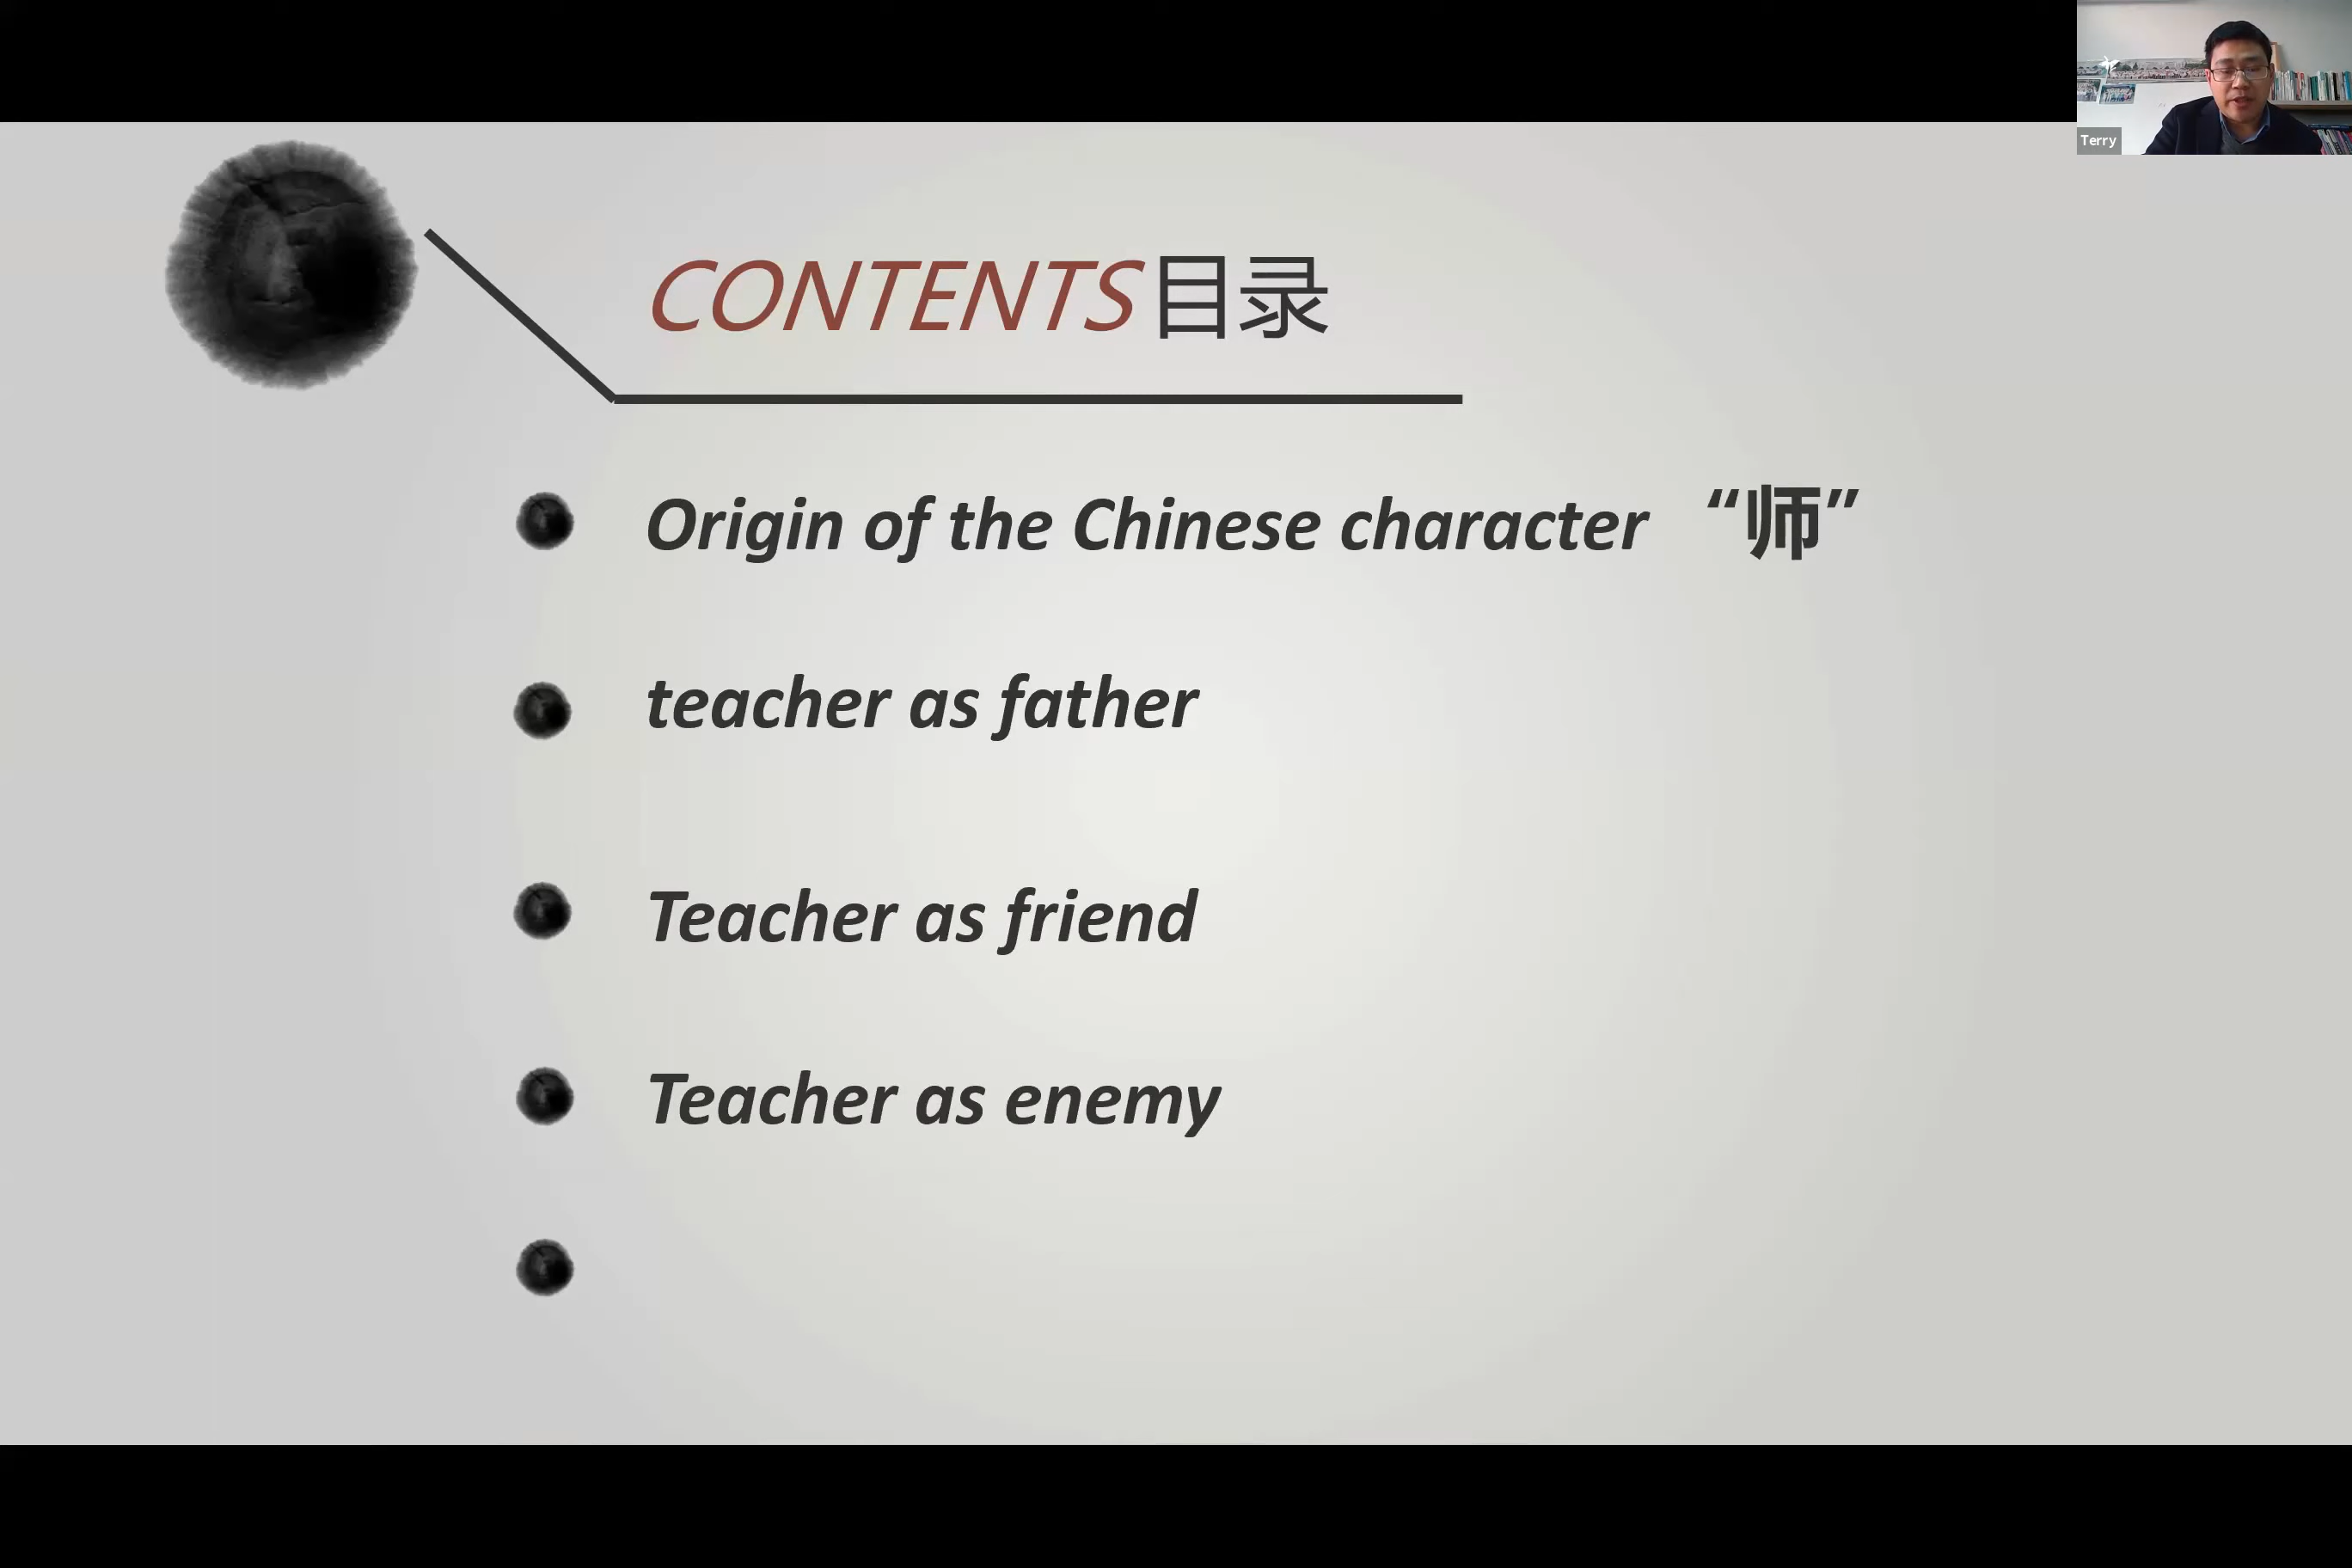 Terry
CONTENTS目录
Origin of the Chinese character “师”
teacher as father
Teacher as friend
Teacher as enemy